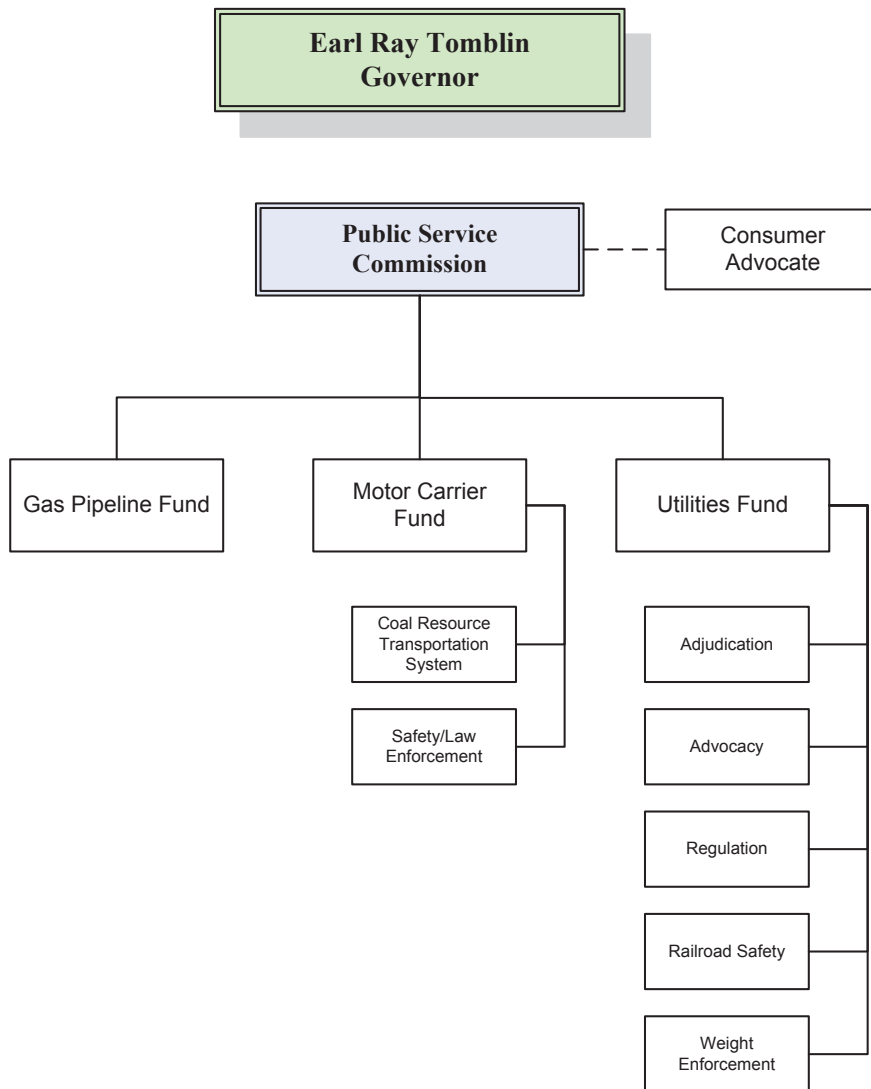 Earl Ray Tomblin
Governor
Public Service
Commission
Consumer
Advocate
Gas Pipeline Fund
Motor Carrier
Fund
Utilities Fund
Coal Resource
Transportation
System
Safety/Law
Enforcement
Adjudication
Advocacy
Regulation
Railroad Safety
Weight
Enforcement